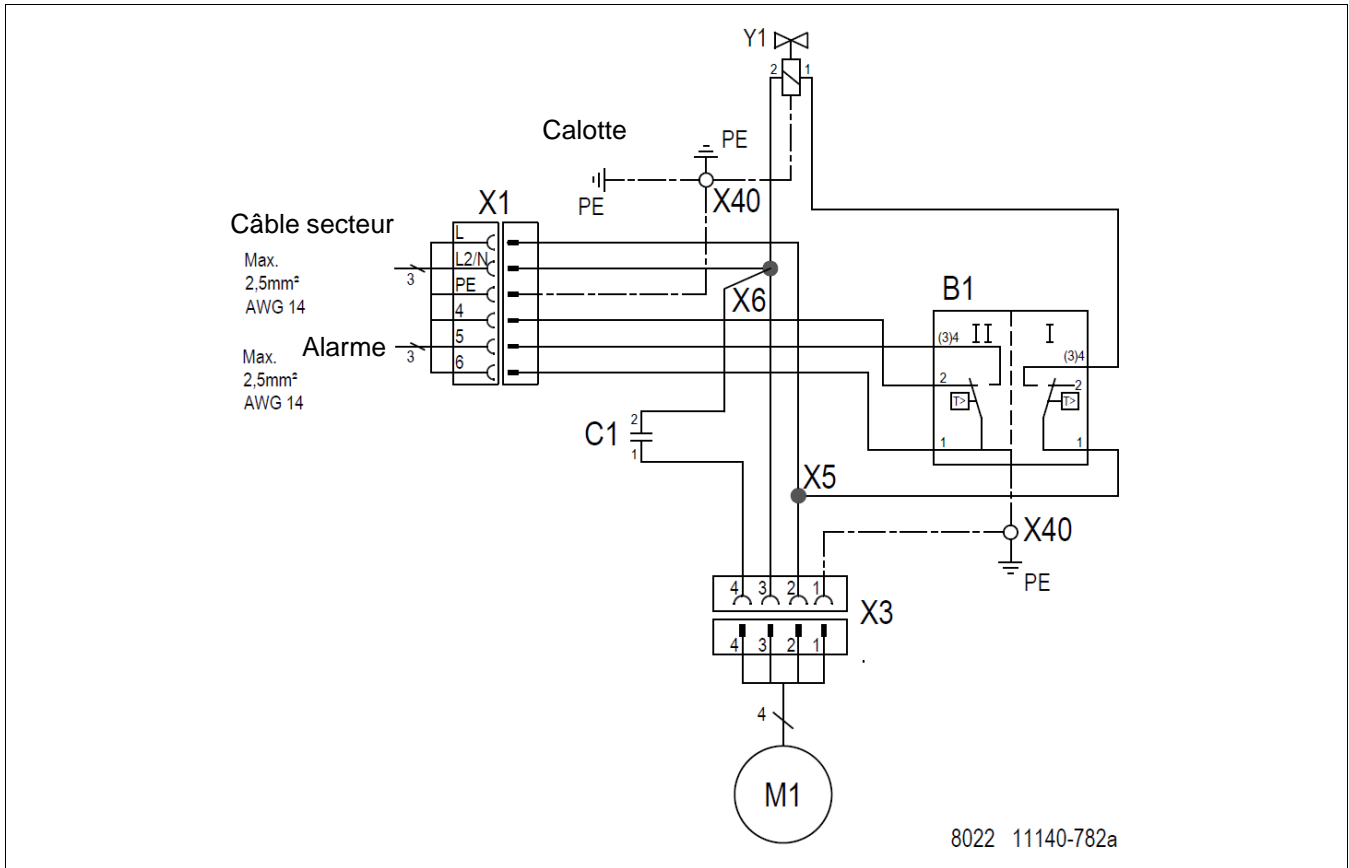 Y1
2 1
Calotte
PE
PE
X40
X1
Câble secteur
Max.
2,5mm²
AWG 14
3
L
L2/N
PE
4
5
6
Alarme
3
Max.
2,5mm²
AWG 14
X6
B1
(3)4 II I
(3)4
2 2
T> T>
1 1
C1
2
1
X5
X40
PE
4 3 2 1
X3
4 3 2 1
4
M1
8022 11140-782a